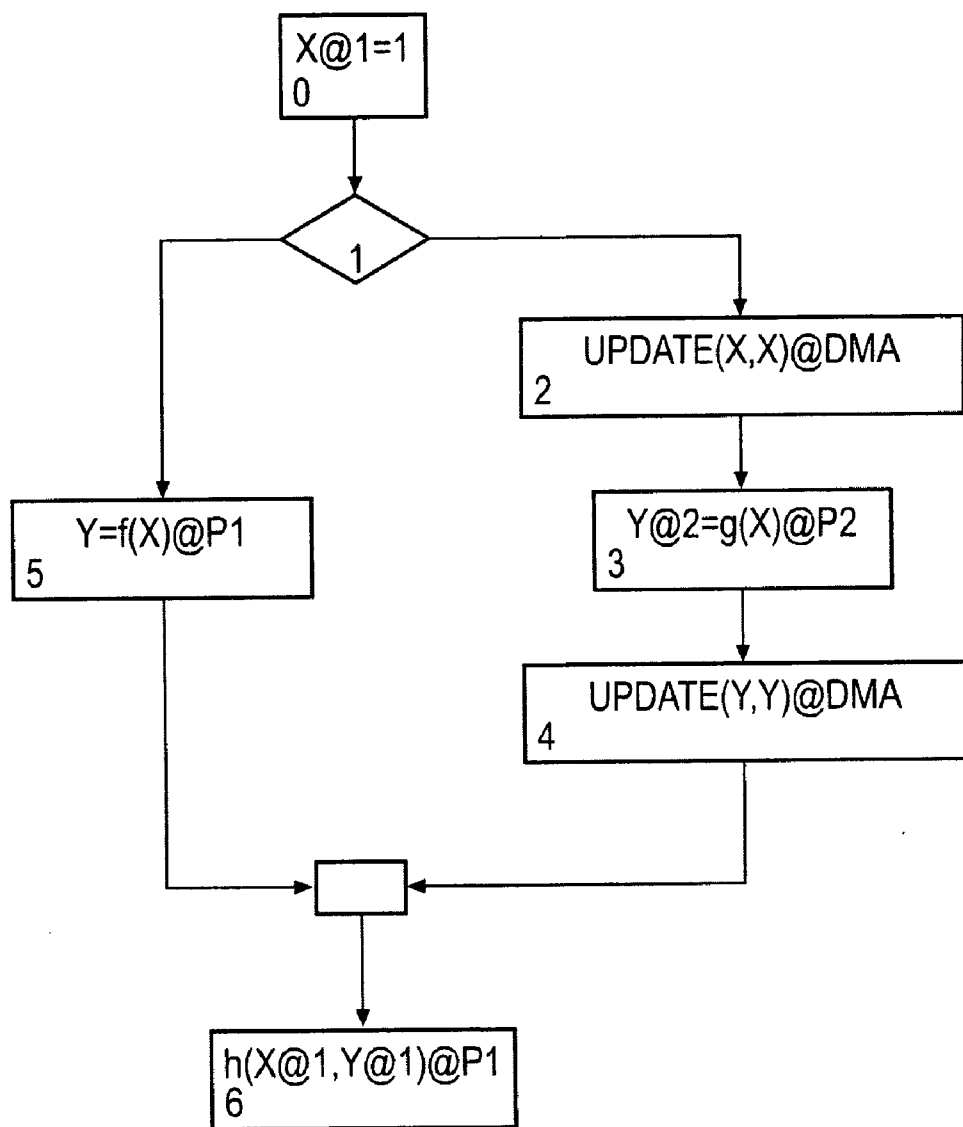 X@1=1
0
1
UPDATE(X,X)@DMA
2
Y=f(X)@P1
5
Y@2=g(X)@P2
3
UPDATE(Y,Y)@DMA
4
h(X@1,Y@1)@P1
6